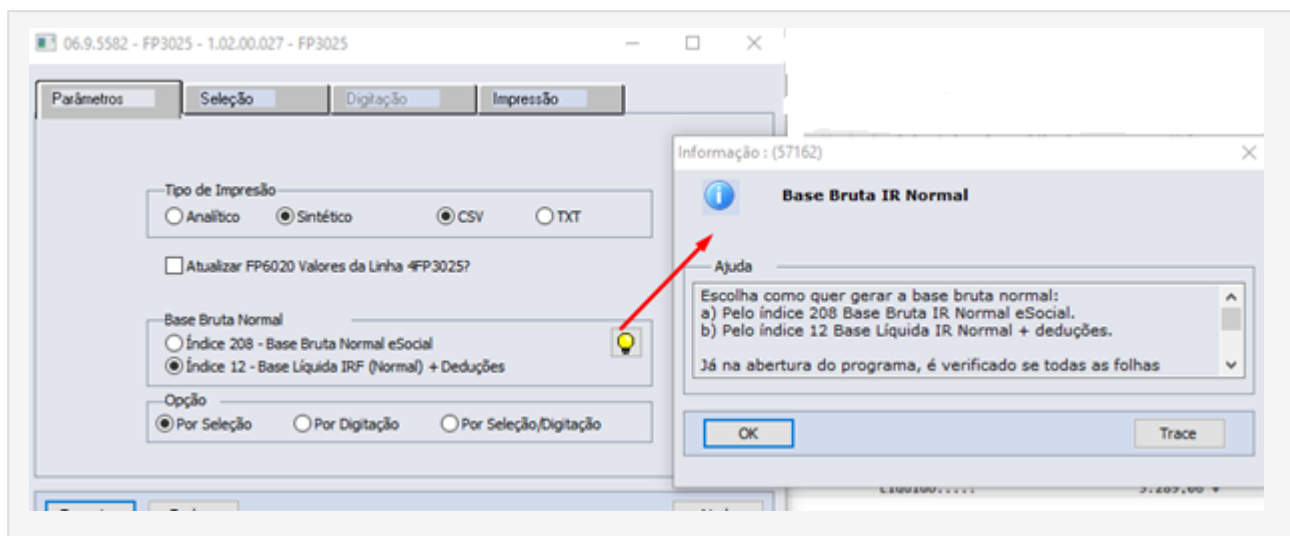 06.9.5582 - FP3025 - 1.02.00.027 - FP3025
Parâmetros Seleção Digitação Impressão
Tipo de Impresão
Analítico Sintético CSV TXT
Atualizar FP6020 Valores da Linha 4FP3025?
Base Bruta Normal
Índice 208 - Base Bruta Normal eSocial
Índice 12 - Base Líquida IRF (Normal) + Deduções
Opção
Por Seleção Por Digitação Por Seleção/Digitação
Informação : (57162)
Base Bruta IR Normal
Ajuda
Escolha como quer gerar a base bruta normal:
a) Pelo índice 208 Base Bruta IR Normal eSocial.
b) Pelo índice 12 Base Líquida IR Normal + deduções.
Já na abertura do programa, é verificado se todas as folhas
OK Trace